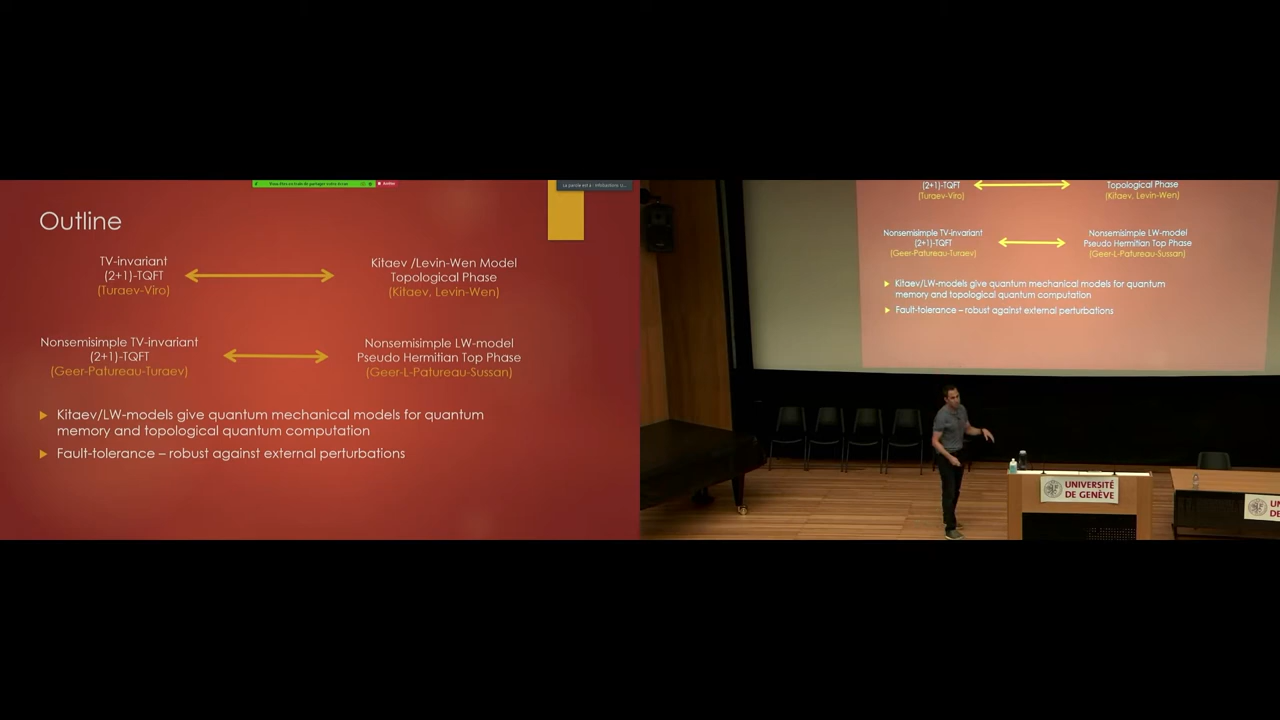 Outline
TV-invariant
(2+1)-TQFT
(Turaev-Viro)
Kitaev /Levin-Wen Model
Topological Phase
(Kitaev, Levin-Wen)
Nonsemisimple TV-invariant
(2+1)-TQFT
(Geer-Patureau-Turaev)
Nonsemisimple LW-model
Pseudo Hermitian Top Phase
(Geer-L-Patureau-Sussan)
Kitaev/LW-models give quantum mechanical models for quantum
memory and topological quantum computation
Fault-tolerance – robust against external perturbations
(2+1)-TQFT
(Turaev-Viro)
Topological Phase
(Kitaev, Levin-Wen)
Nonsemisimple TV-invariant
(2+1)-TQFT
(Geer-Patureau-Turaev)
Nonsemisimple LW-model
Pseudo Hermitian Top Phase
(Geer-L-Patureau-Sussan)
Kitaev/LW-models give quantum mechanical models for quantum
memory and topological quantum computation
Fault-tolerance – robust against external perturbations
UNIVERSITÉ
DE GENÈVE